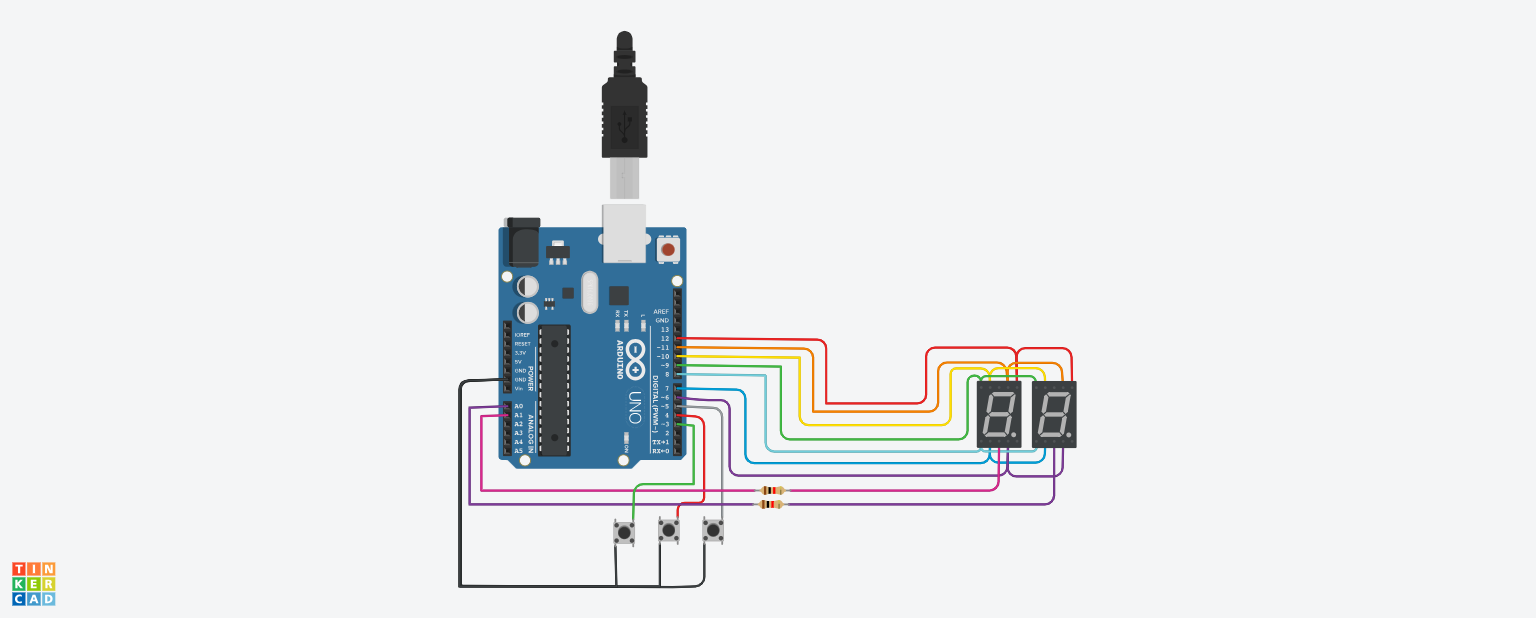 AREF
GND
13
12
~11
~10
~9
8
7
~6
~5
4
~3
2
TX→1
RX←0
IOREF
RESET
3.3V
5V
GND
GND
Vin
A0
A1
A2
A3
A4
A5
POWER
ANALOG IN
RX
TX
L
ARDUINO
UNO
DIGITAL (PWM~)
ON
8.
8.
TIN
KER
CAD